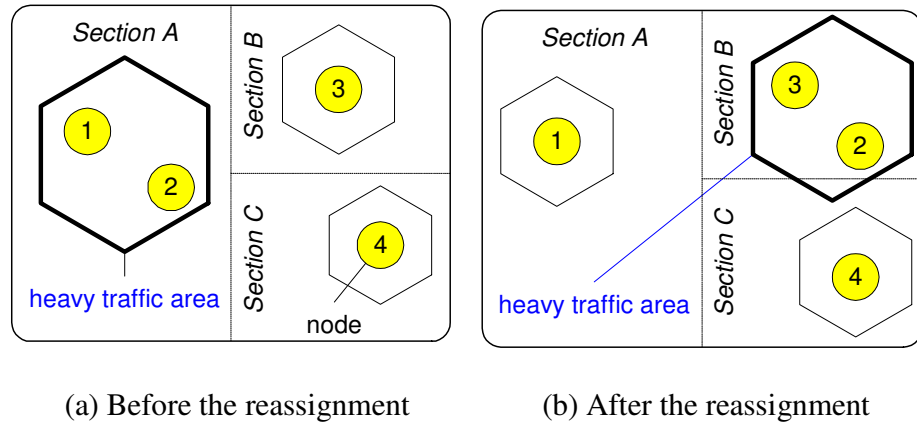 Section A
Section B
3
1
2
Section C
4
heavy traffic area
node
(a) Before the reassignment
Section A
Section B
3
1
2
Section C
4
heavy traffic area
(b) After the reassignment